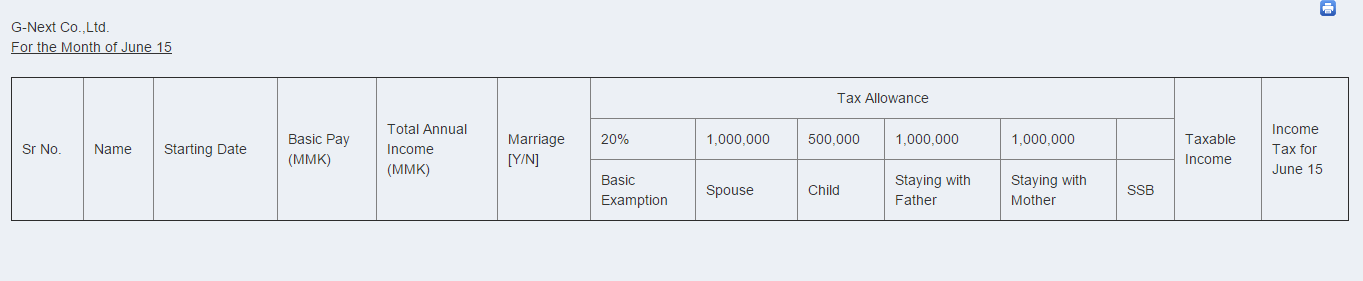 G-Next Co.,Ltd.
For the Month of June 15
Sr No.
Name
Starting Date
Basic Pay
(MMK)
Total Annual
Income
(MMK)
Marriage
[Y/N]
Tax Allowance
20%
1,000,000
500,000
1,000,000
1,000,000
Basic
Examption
Spouse
Child
Staying with
Father
Staying with
Mother
SSB
Taxable
Income
Income
Tax for
June 15